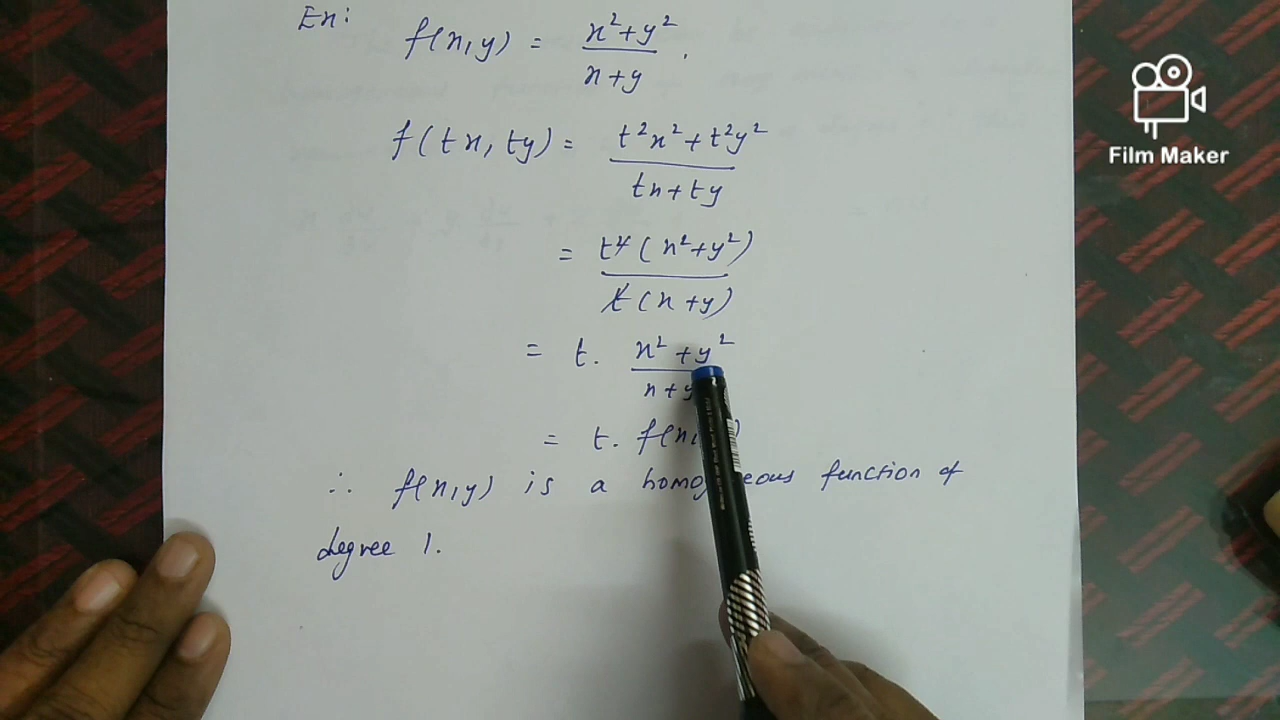 Ex:
f(x,y) = x²+y² / x+y .
f(tx, ty) = t²x²+t²y² / tx+ty
= t²(x²+y²) / t(x+y)
= t. x²+y² / x+y
= t. f(x,y)
∴ f(x,y) is a homogeneous function of
degree 1.
Film Maker